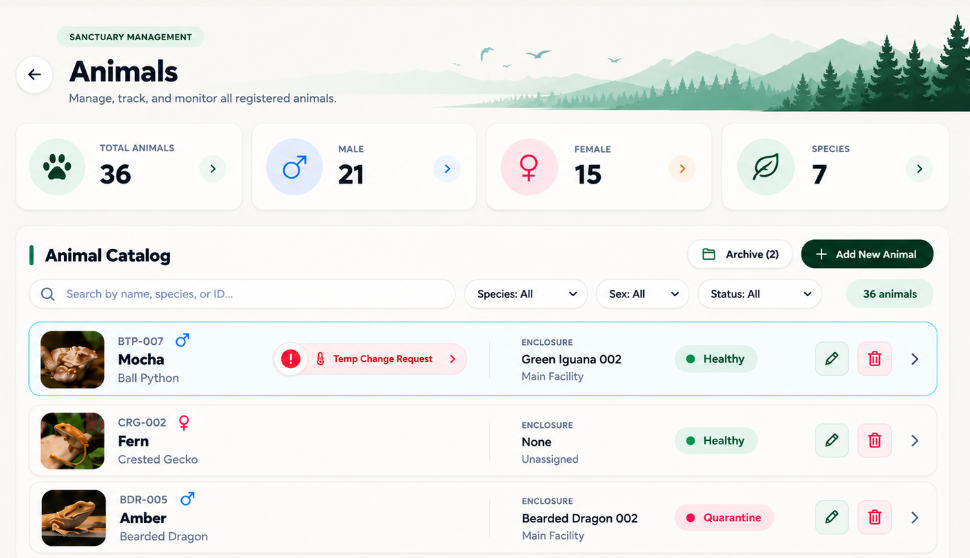 SANCTUARY MANAGEMENT
Animals
Manage, track, and monitor all registered animals.
TOTAL ANIMALS
36
MALE
21
FEMALE
15
SPECIES
7
Animal Catalog
Archive (2)
Add New Animal
Search by name, species, or ID...
Species: All
Sex: All
Status: All
36 animals
BTP-007
Mocha
Ball Python
Temp Change Request
ENCLOSURE
Green Iguana 002
Main Facility
Healthy
CRG-002
Fern
Crested Gecko
ENCLOSURE
None
Unassigned
Healthy
BDR-005
Amber
Bearded Dragon
ENCLOSURE
Bearded Dragon 002
Main Facility
Quarantine